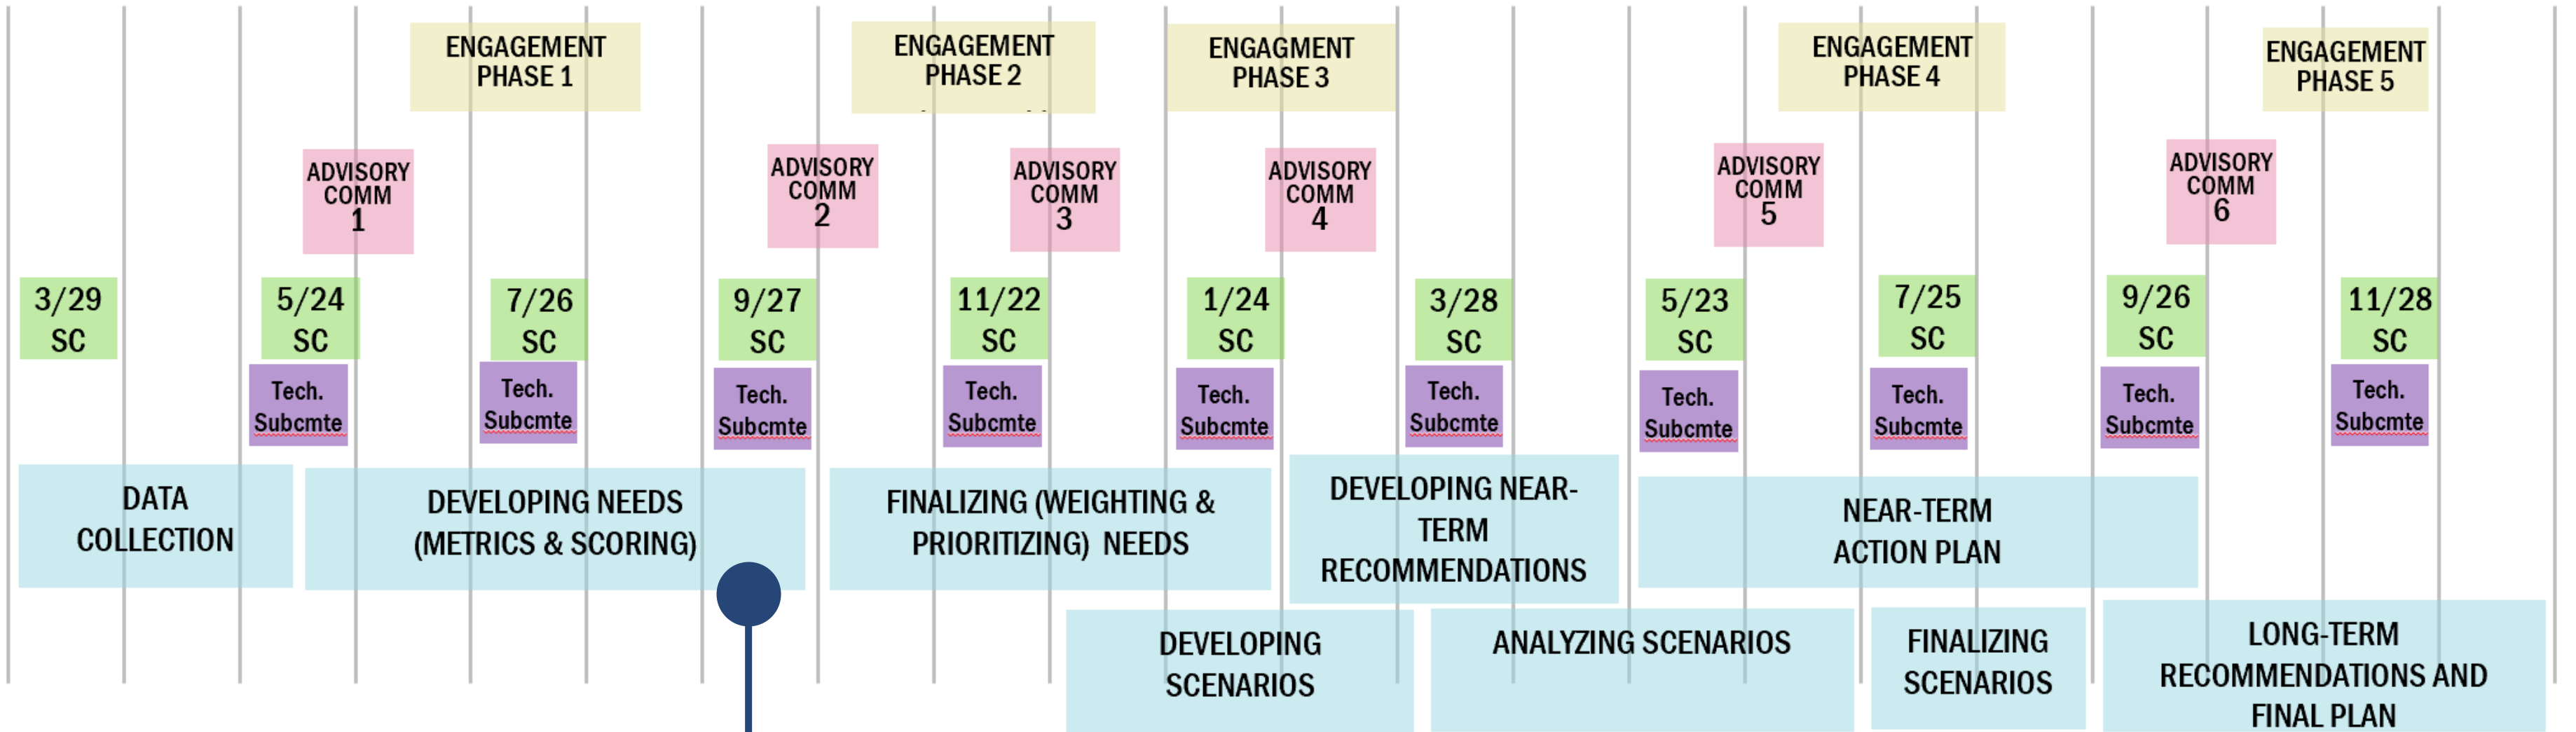 ENGAGEMENT
PHASE 1
ENGAGEMENT
PHASE 2
ENGAGMENT
PHASE 3
ENGAGEMENT
PHASE 4
ENGAGEMENT
PHASE 5
ADVISORY
COMM
1
ADVISORY
COMM
2
ADVISORY
COMM
3
ADVISORY
COMM
4
ADVISORY
COMM
5
ADVISORY
COMM
6
3/29
SC
5/24
SC
7/26
SC
9/27
SC
11/22
SC
1/24
SC
3/28
SC
5/23
SC
7/25
SC
9/26
SC
11/28
SC
Tech.
Subcmte
Tech.
Subcmte
Tech.
Subcmte
Tech.
Subcmte
Tech.
Subcmte
Tech.
Subcmte
Tech.
Subcmte
Tech.
Subcmte
Tech.
Subcmte
Tech.
Subcmte
DATA
COLLECTION
DEVELOPING NEEDS
(METRICS & SCORING)
FINALIZING (WEIGHTING &
PRIORITIZING) NEEDS
DEVELOPING NEAR-
TERM
RECOMMENDATIONS
NEAR-TERM
ACTION PLAN
DEVELOPING
SCENARIOS
ANALYZING SCENARIOS
FINALIZING
SCENARIOS
LONG-TERM
RECOMMENDATIONS AND
FINAL PLAN